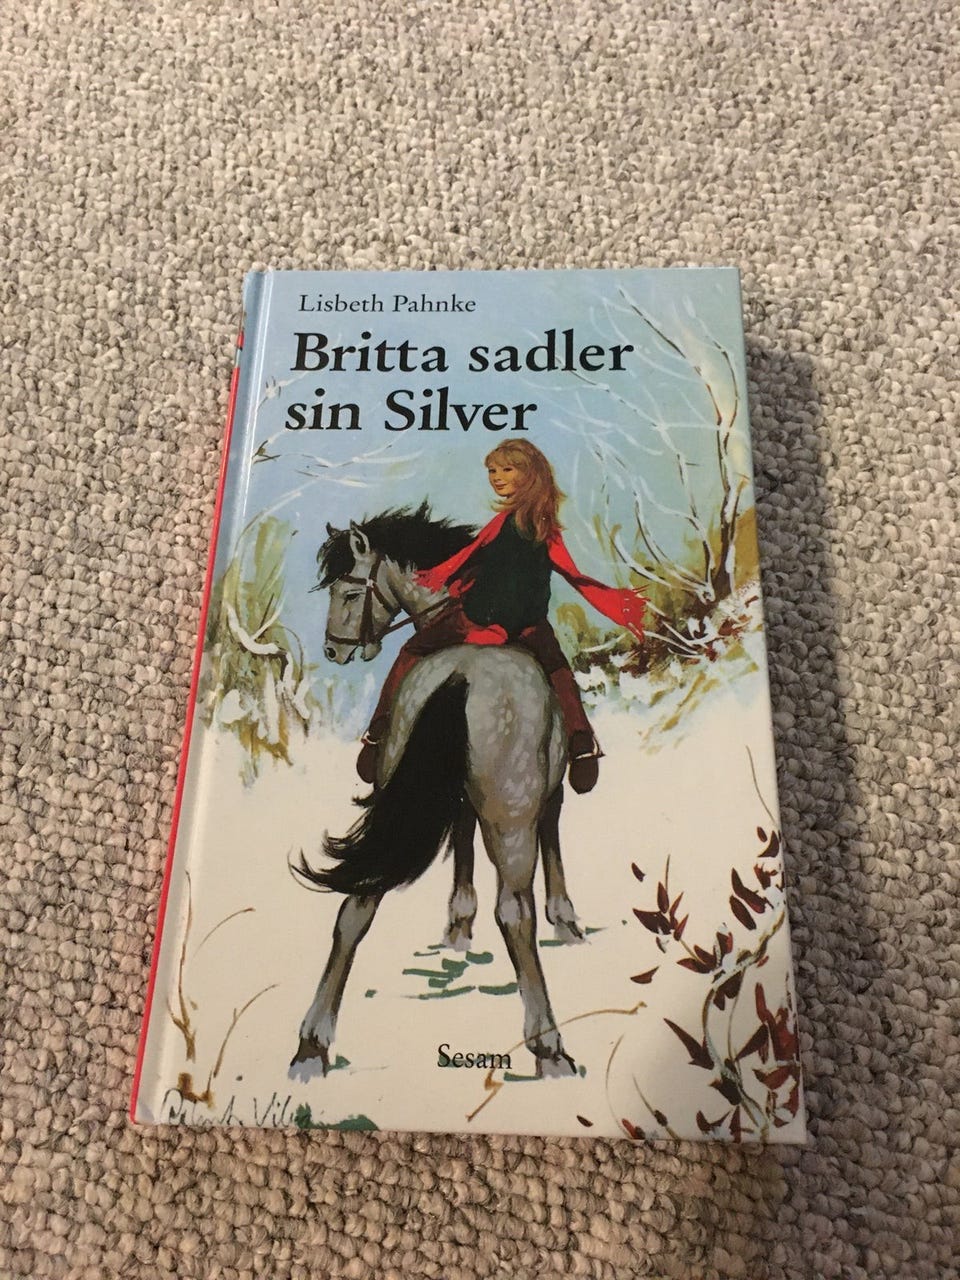 Lisbeth Pahnke
Britta sadler
sin Silver
Sesam